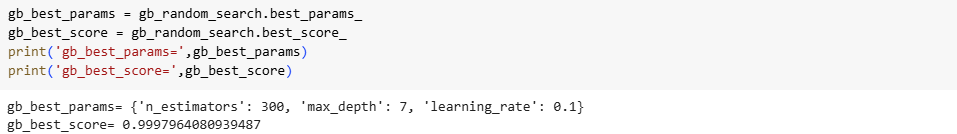 gb_best_params = gb_random_search.best_params_
gb_best_score = gb_random_search.best_score_
print('gb_best_params=',gb_best_params)
print('gb_best_score=',gb_best_score)
gb_best_params= {'n_estimators': 300, 'max_depth': 7, 'learning_rate': 0.1}
gb_best_score= 0.9997964080939487